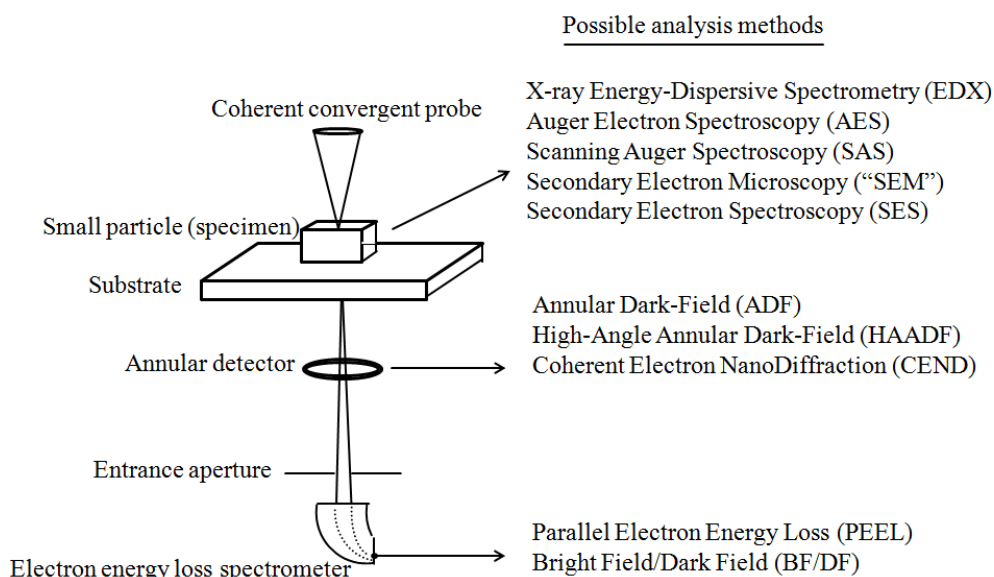 Possible analysis methods
X-ray Energy-Dispersive Spectrometry (EDX)
Coherent convergent probe
Auger Electron Spectroscopy (AES)
Scanning Auger Spectroscopy (SAS)
Secondary Electron Microscopy (“SEM”)
Secondary Electron Spectroscopy (SES)
Small particle (specimen)
Substrate
Annular Dark-Field (ADF)
High-Angle Annular Dark-Field (HAADF)
Annular detector
Coherent Electron NanoDiffraction (CEND)
Entrance aperture
Parallel Electron Energy Loss (PEEL)
Bright Field/Dark Field (BF/DF)
Electron energy loss spectrometer